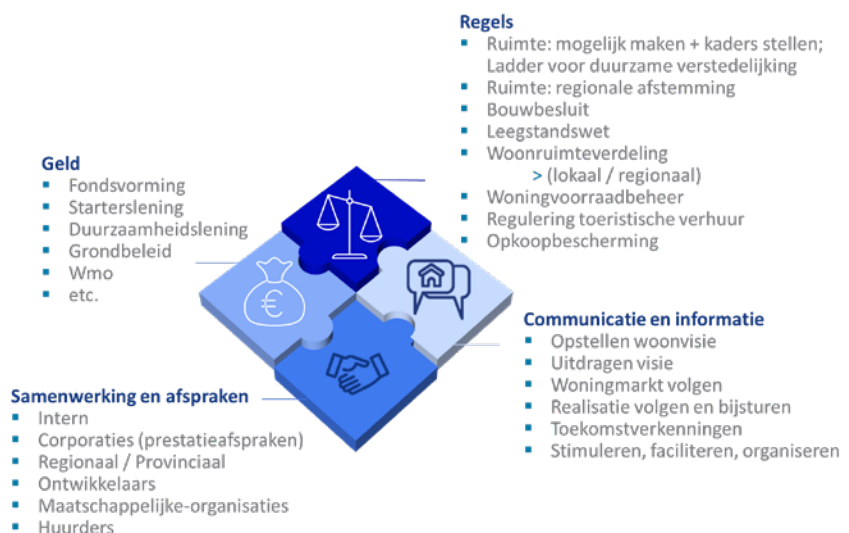 Regels
▪ Ruimte: mogelijk maken + kaders stellen;
Ladder voor duurzame verstedelijking
▪ Ruimte: regionale afstemming
▪ Bouwbesluit
▪ Leegstandswet
▪ Woonruimteverdeling
> (lokaal / regionaal)
▪ Woningvoorraadbeheer
▪ Regulering toeristische verhuur
▪ Opkoopbescherming
Geld
▪ Fondsvorming
▪ Starterslening
▪ Duurzaamheidslening
▪ Grondbeleid
▪ Wmo
▪ etc.
€
Communicatie en informatie
▪ Opstellen woonvisie
▪ Uitdragen visie
▪ Woningmarkt volgen
▪ Realisatie volgen en bijsturen
▪ Toekomstverkenningen
▪ Stimuleren, faciliteren, organiseren
Samenwerking en afspraken
▪ Intern
▪ Corporaties (prestatieafspraken)
▪ Regionaal / Provinciaal
▪ Ontwikkelaars
▪ Maatschappelijke-organisaties
▪ Huurders